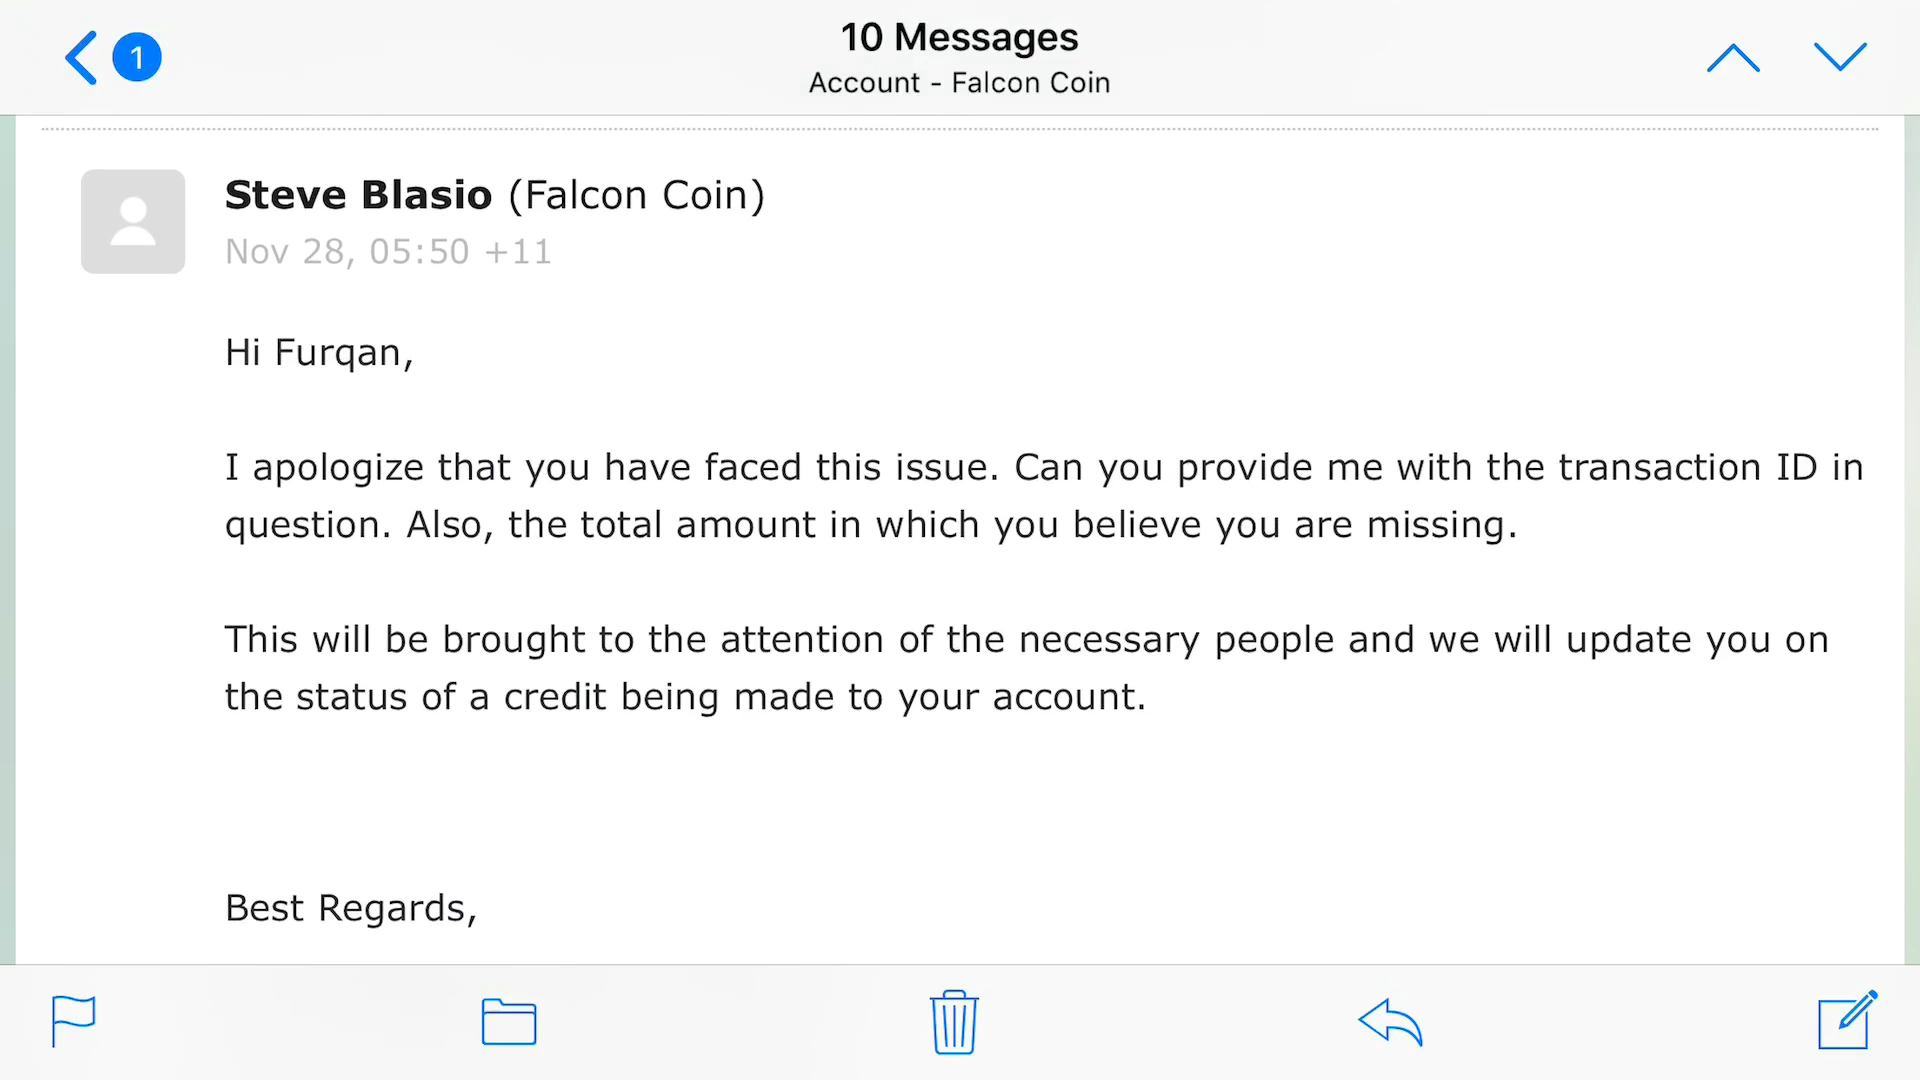 1
10 Messages
Account - Falcon Coin
Steve Blasio (Falcon Coin)
Nov 28, 05:50 +11
Hi Furqan,
I apologize that you have faced this issue. Can you provide me with the transaction ID in
question. Also, the total amount in which you believe you are missing.
This will be brought to the attention of the necessary people and we will update you on
the status of a credit being made to your account.
Best Regards,